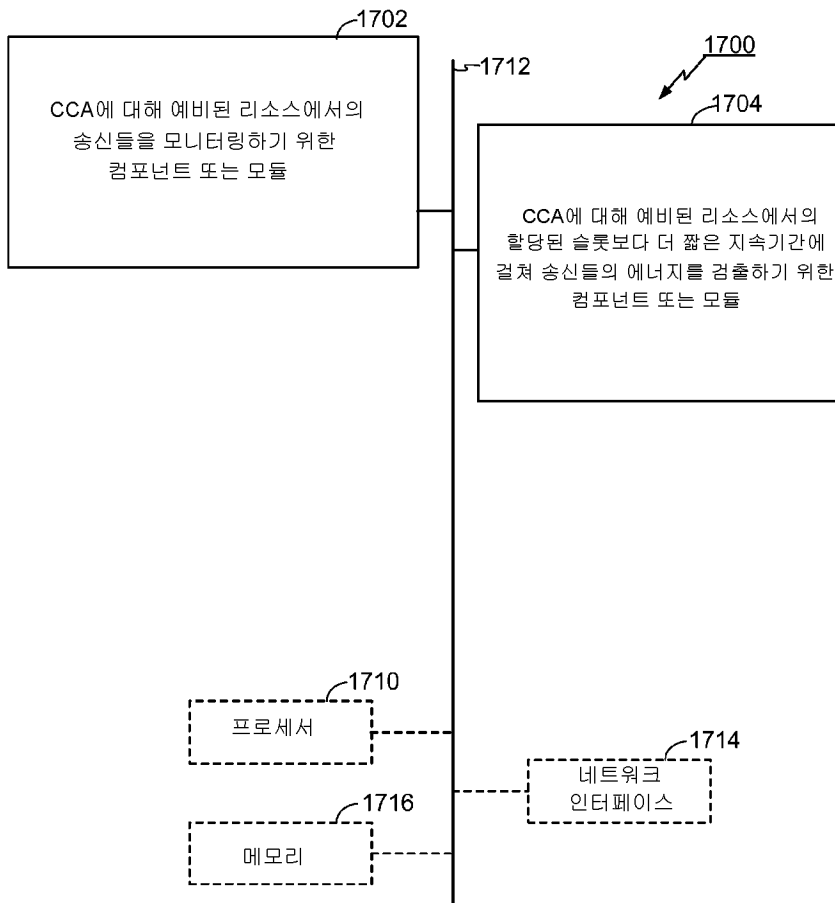 1702
CCA에 대해 예비된 리소스에서의
송신들을 모니터링하기 위한
컴포넌트 또는 모듈
1712
1700
1704
CCA에 대해 예비된 리소스에서의
할당된 슬롯보다 더 짧은 지속기간에
걸쳐 송신들의 에너지를 검출하기 위한
컴포넌트 또는 모듈
1710
프로세서
1714
네트워크
인터페이스
1716
메모리